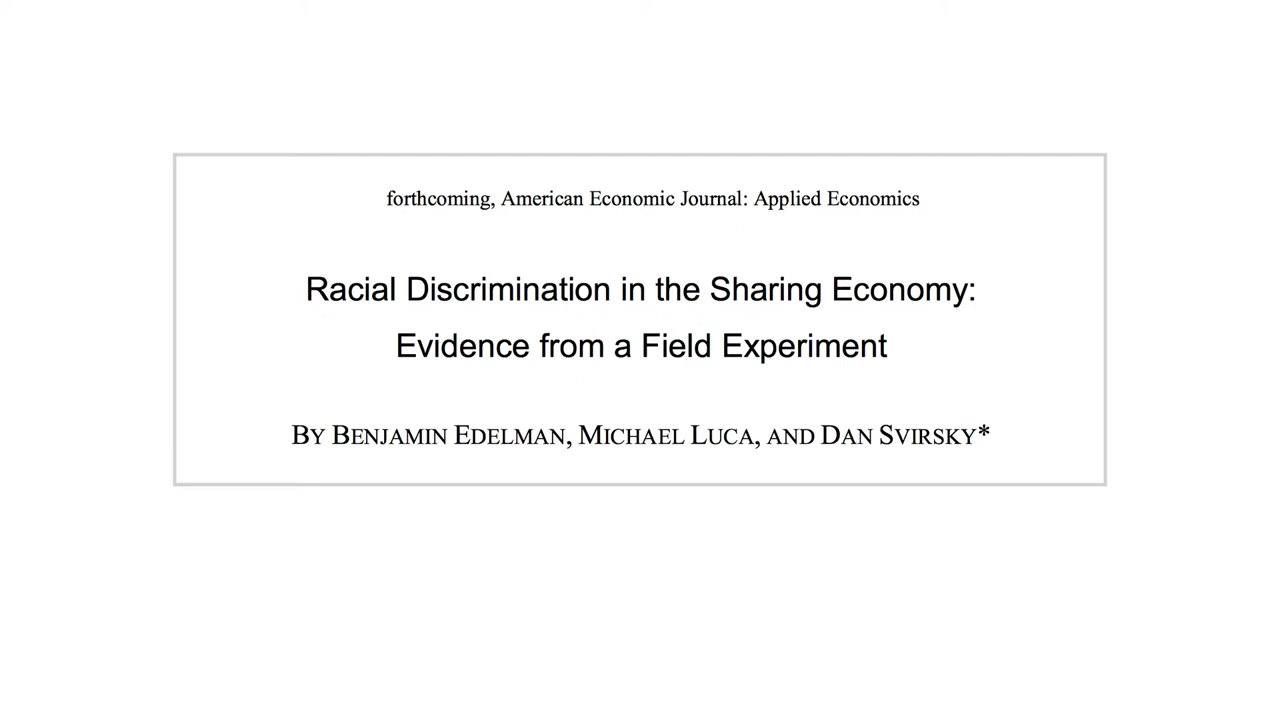 forthcoming, American Economic Journal: Applied Economics
Racial Discrimination in the Sharing Economy:
Evidence from a Field Experiment
BY BENJAMIN EDELMAN, MICHAEL LUCA, AND DAN SVIRSKY*